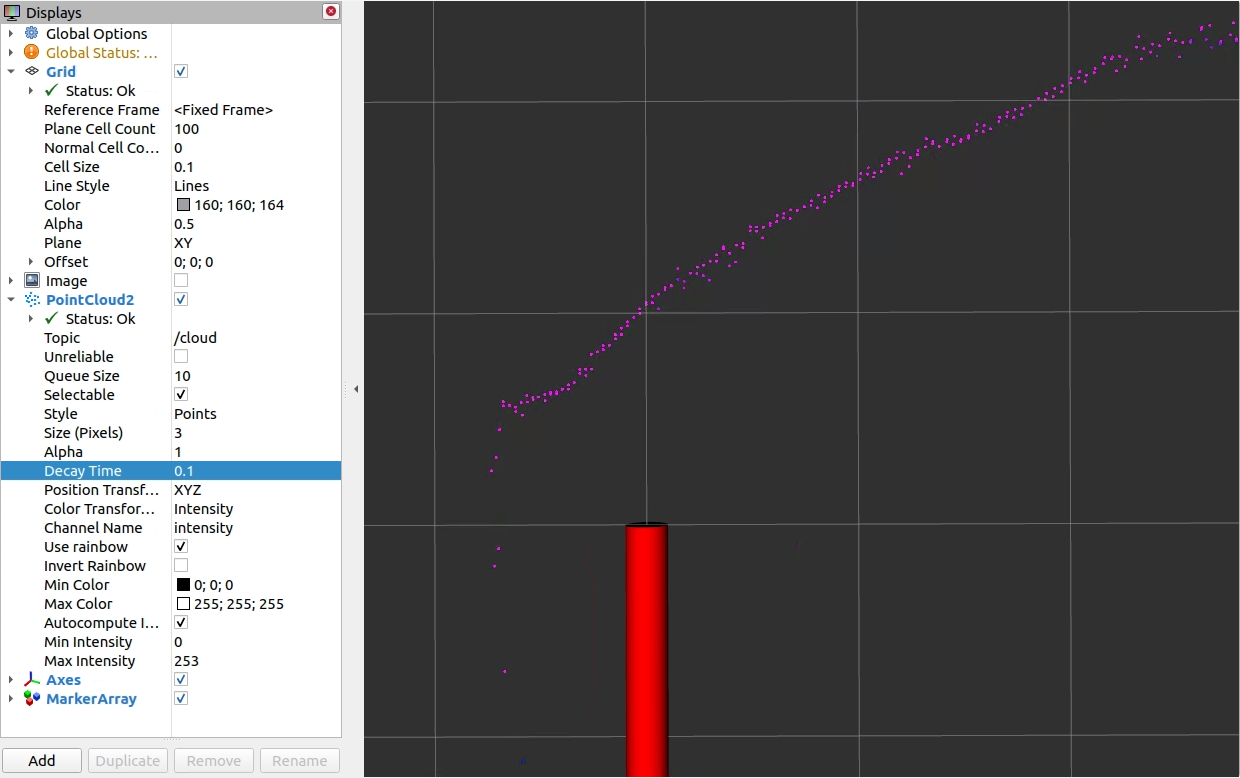 Displays
Global Options
Global Status: ...
Grid
Status: Ok
Reference Frame <Fixed Frame>
Plane Cell Count 100
Normal Cell Co... 0
Cell Size 0.1
Line Style Lines
Color 160; 160; 164
Alpha 0.5
Plane XY
Offset 0; 0; 0
Image
PointCloud2
Status: Ok
Topic /cloud
Unreliable
Queue Size 10
Selectable
Style Points
Size (Pixels) 3
Alpha 1
Decay Time 0.1
Position Transf... XYZ
Color Transfor... Intensity
Channel Name intensity
Use rainbow
Invert Rainbow
Min Color 0; 0; 0
Max Color 255; 255; 255
Autocompute I...
Min Intensity 0
Max Intensity 253
Axes
MarkerArray
Add Duplicate Remove Rename